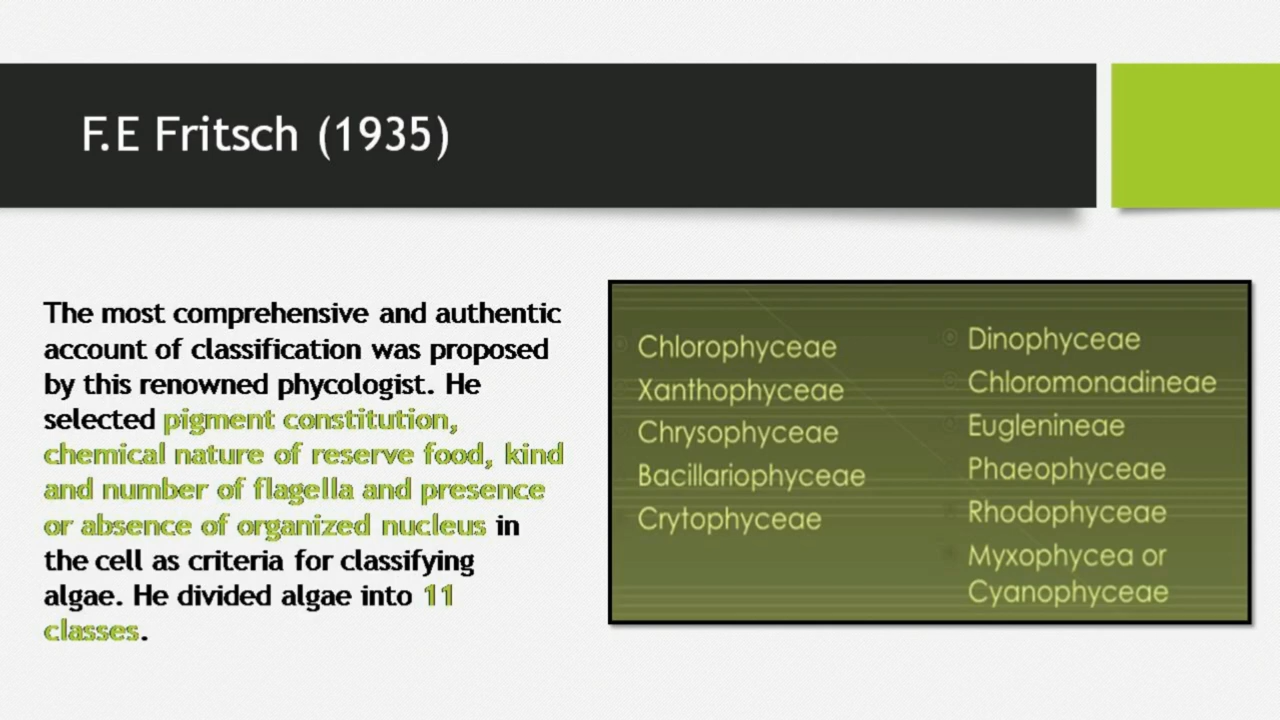 F.E Fritsch (1935)
The most comprehensive and authentic
account of classification was proposed
by this renowned phycologist. He
selected pigment constitution,
chemical nature of reserve food, kind
and number of flagella and presence
or absence of organized nucleus in
the cell as criteria for classifying
algae. He divided algae into 11
classes.
Chlorophyceae
Xanthophyceae
Chrysophyceae
Bacillariophyceae
Crytophyceae
Dinophyceae
Chloromonadineae
Euglenineae
Phaeophyceae
Rhodophyceae
Myxophycea or
Cyanophyceae